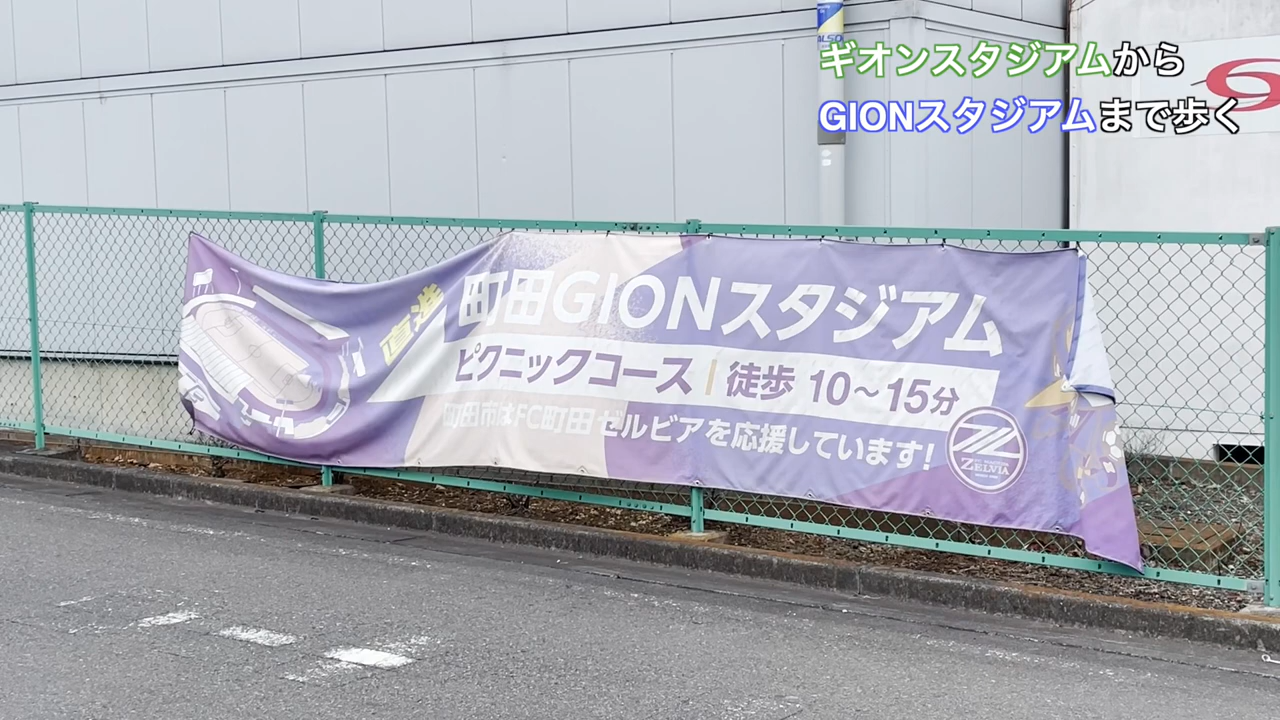 ギオンスタジアムから
GIONスタジアムまで歩く
直進
町田GIONスタジアム
ピクニックコース | 徒歩 10～15分
町田市はFC町田ゼルビアを応援しています!
ZELVIA